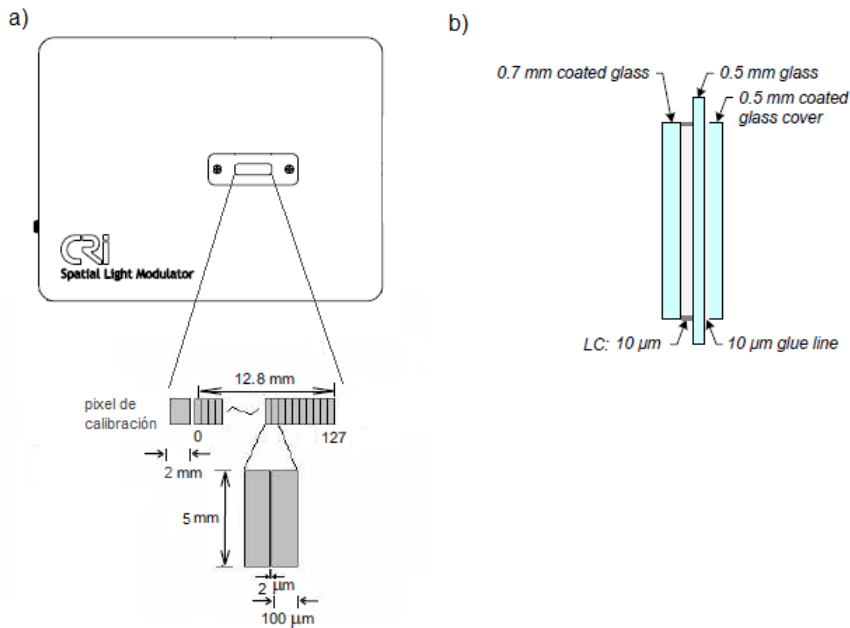 a)
CRi
Spatial Light Modulator
12.8 mm
pixel de
calibración
0
127
2 mm
5 mm
2 μm
100 μm
b)
0.7 mm coated glass
0.5 mm glass
0.5 mm coated
glass cover
LC: 10 μm
10 μm glue line